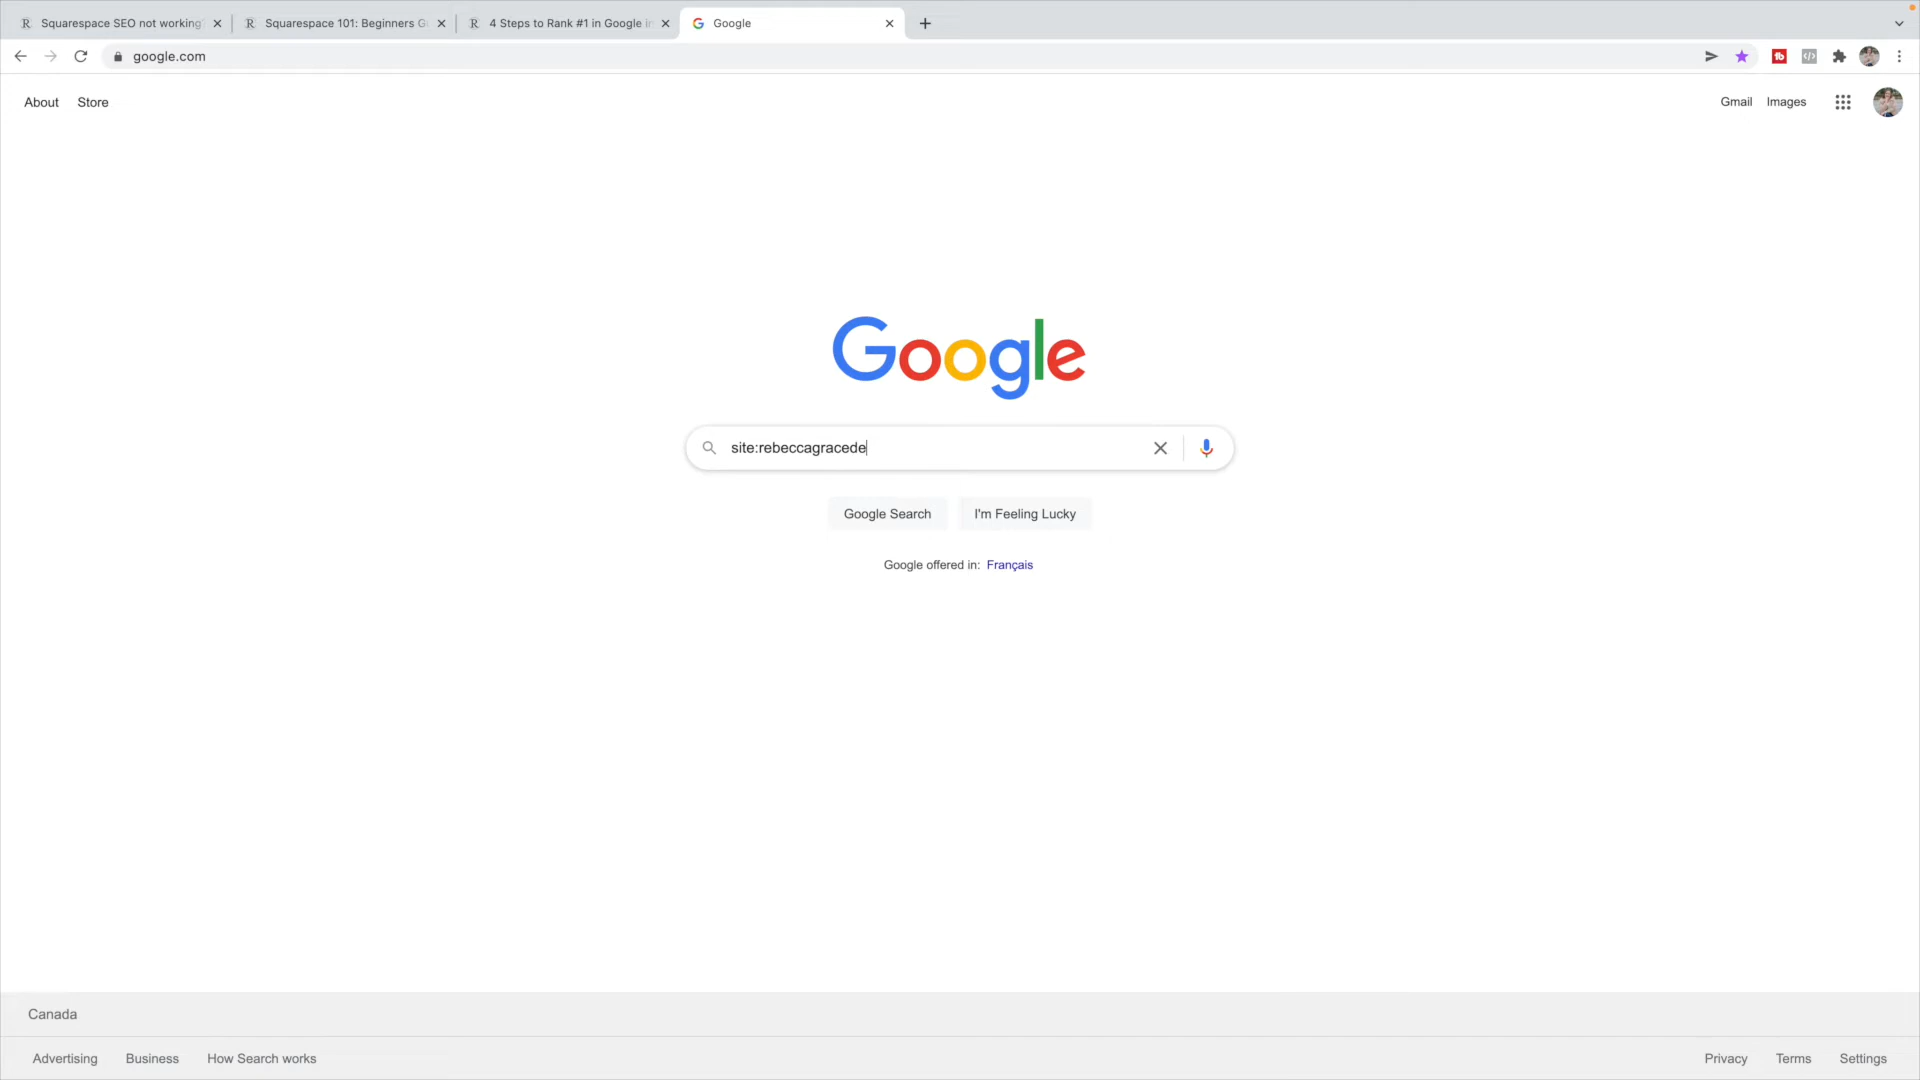 Squarespace SEO not working?
Squarespace 101: Beginners G
4 Steps to Rank #1 in Google in
Google
google.com
About Store
Gmail Images
Google
site:rebeccagracede
Google Search I'm Feeling Lucky
Google offered in: Français
Canada
Advertising Business How Search works
Privacy Terms Settings